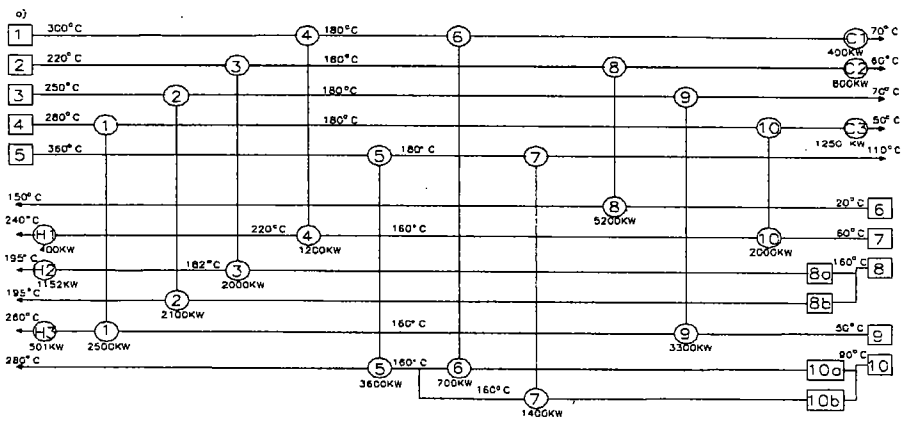 a)
1 300°C 4 180°C 6 C1 70°C
400KW
2 220°C 3 180°C 8 C2 60°C
800KW
3 250°C 2 180°C 9 70°C
4 280°C 1 180°C 10 C3 50°C
1250 KW
5 360°C 5 180°C 7 110°C
150°C 8 20°C 6
5200KW
240°C H1 220°C 4 160°C 10 60°C 7
400KW 1200KW 2000KW
195°C H2 182°C 3 8a 160°C 8
1152KW 2000KW
195°C 2 8b
2100KW
260°C H3 1 160°C 9 50°C 9
501KW 2500KW 3300KW
280°C 5 160°C 6 10a 90°C 10
3600KW 700KW
160°C 7 10b
1400KW